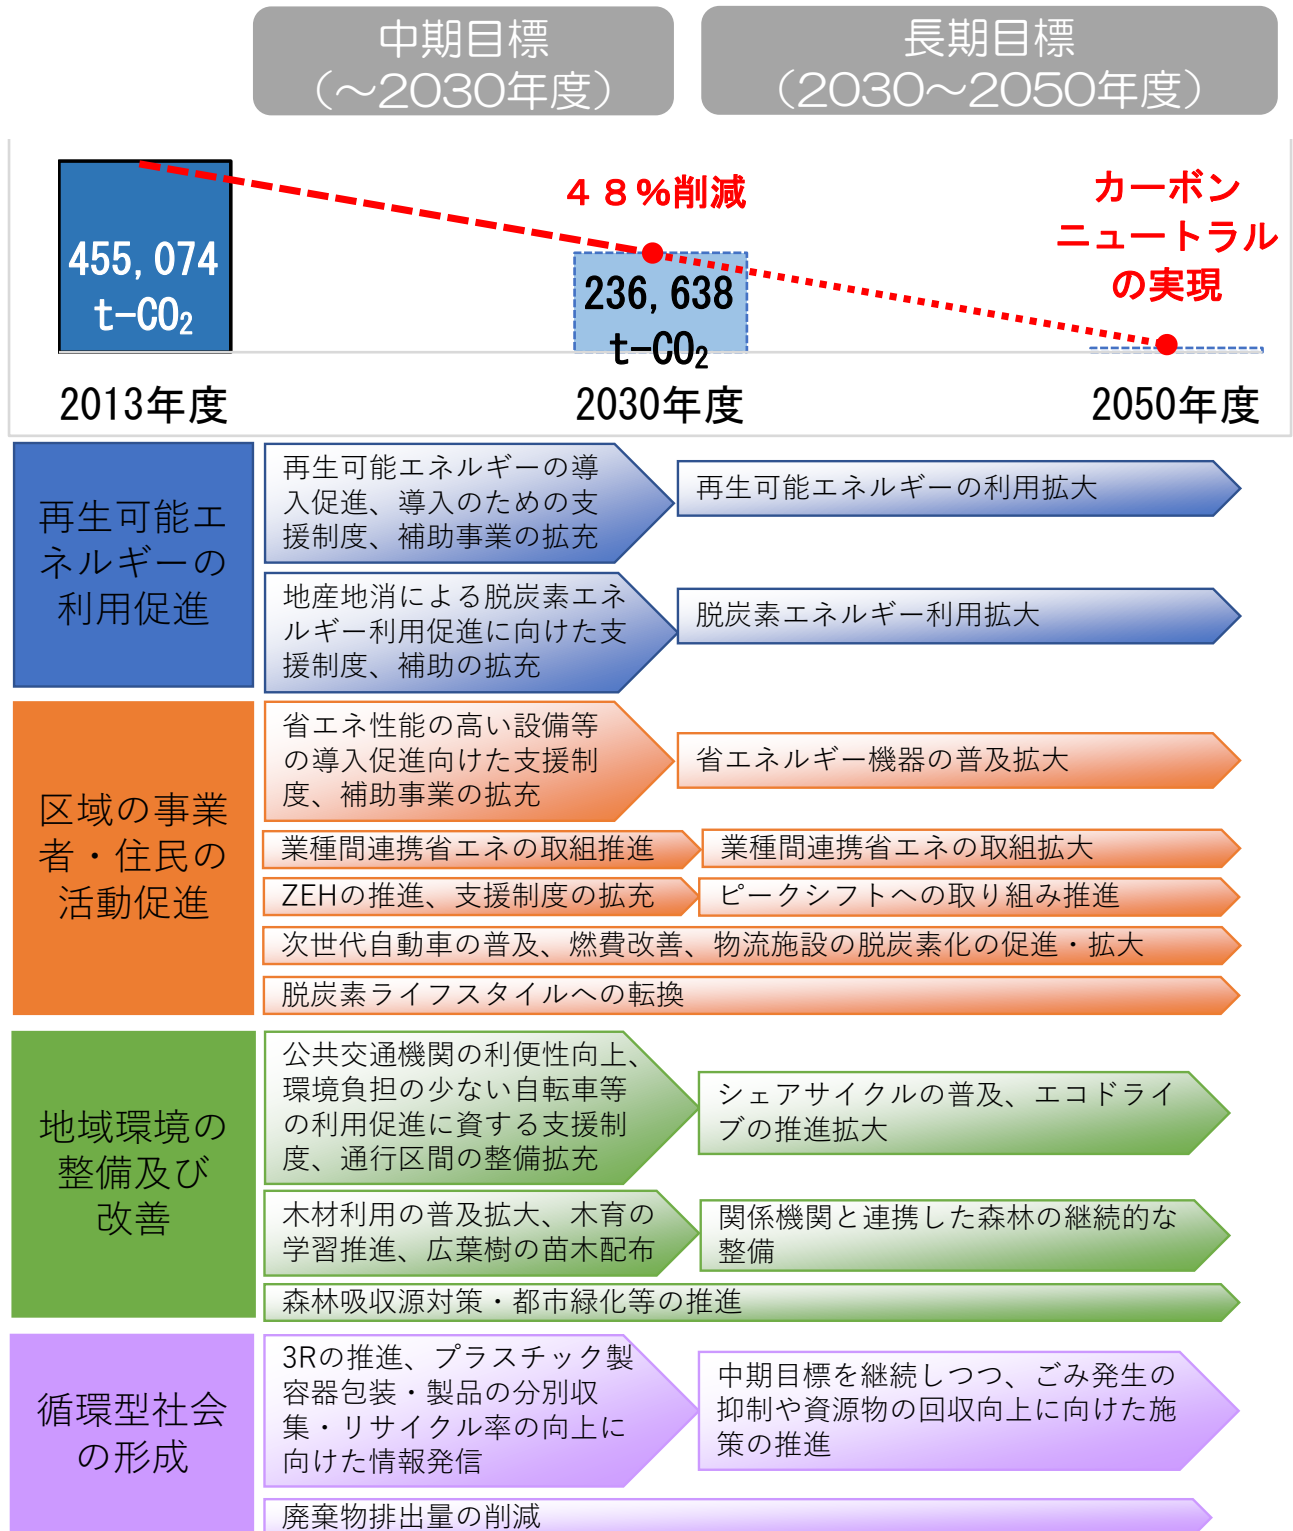 中期目標
（～2030年度）
長期目標
（2030～2050年度）
４８%削減
カーボン
ニュートラル
の実現
455,074
t-CO₂
236,638
t-CO₂
2013年度
2030年度
2050年度
再生可能エ
ネルギーの
利用促進
再生可能エネルギーの導
入促進、導入のための支
援制度、補助事業の拡充
再生可能エネルギーの利用拡大
地産地消による脱炭素エネ
ルギー利用促進に向けた支
援制度、補助の拡充
脱炭素エネルギー利用拡大
区域の事業
者・住民の
活動促進
省エネ性能の高い設備等
の導入促進向けた支援制
度、補助事業の拡充
省エネルギー機器の普及拡大
業種間連携省エネの取組推進
業種間連携省エネの取組拡大
ZEHの推進、支援制度の拡充
ピークシフトへの取り組み推進
次世代自動車の普及、燃費改善、物流施設の脱炭素化の促進・拡大
脱炭素ライフスタイルへの転換
地域環境の
整備及び
改善
公共交通機関の利便性向上、
環境負担の少ない自転車等
の利用促進に資する支援制
度、通行区間の整備拡充
シェアサイクルの普及、エコドライ
ブの推進拡大
木材利用の普及拡大、木育の
学習推進、広葉樹の苗木配布
関係機関と連携した森林の継続的な
整備
森林吸収源対策・都市緑化等の推進
循環型社会
の形成
3Rの推進、プラスチック製
容器包装・製品の分別収
集・リサイクル率の向上に
向けた情報発信
中期目標を継続しつつ、ごみ発生の
抑制や資源物の回収向上に向けた施
策の推進
廃棄物排出量の削減